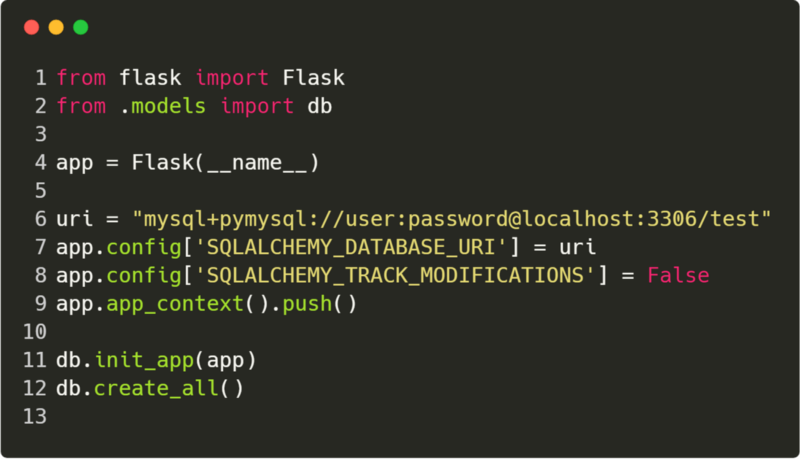 1 from flask import Flask
2 from .models import db
3
4 app = Flask(__name__)
5
6 uri = "mysql+pymysql://user:password@localhost:3306/test"
7 app.config['SQLALCHEMY_DATABASE_URI'] = uri
8 app.config['SQLALCHEMY_TRACK_MODIFICATIONS'] = False
9 app.app_context().push()
10
11 db.init_app(app)
12 db.create_all()
13